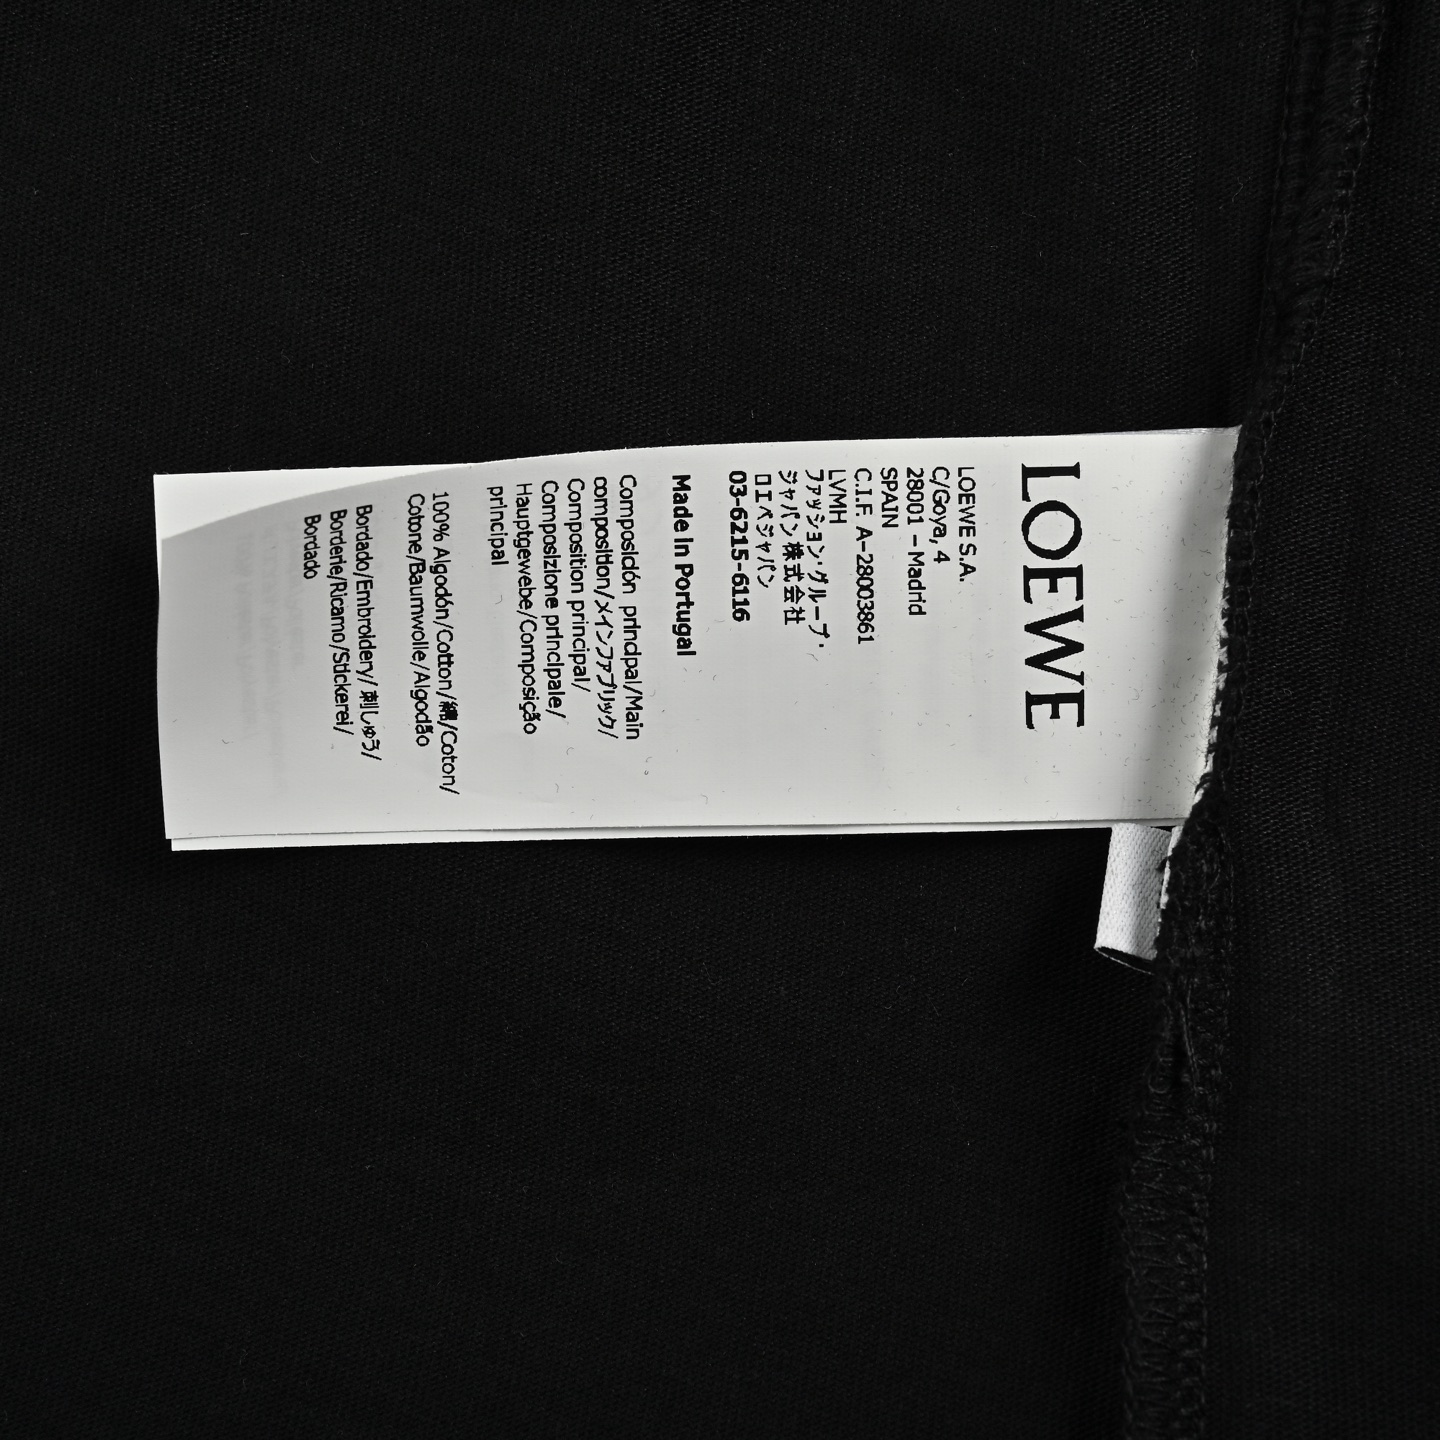 LOEWE
LOEWE S.A.
C/Goya, 4
28001 – Madrid
SPAIN
C.I.F. A-28003861
LVMH
ファッション・グループ・
ジャパン株式会社
ロエベジャパン
03-6215-6116
Made in Portugal
Composición principal/Main
composition/メインファブリック/
Composition principal/
Composizione principale/
Hauptgewebe/Composição
principal
100% Algodón/Cotton/綿/Coton/
Cotone/Baumwolle/Algodão
Bordado/Embroidery/刺しゅう/
Borderie/Ricamo/Stickerei/
Bordado